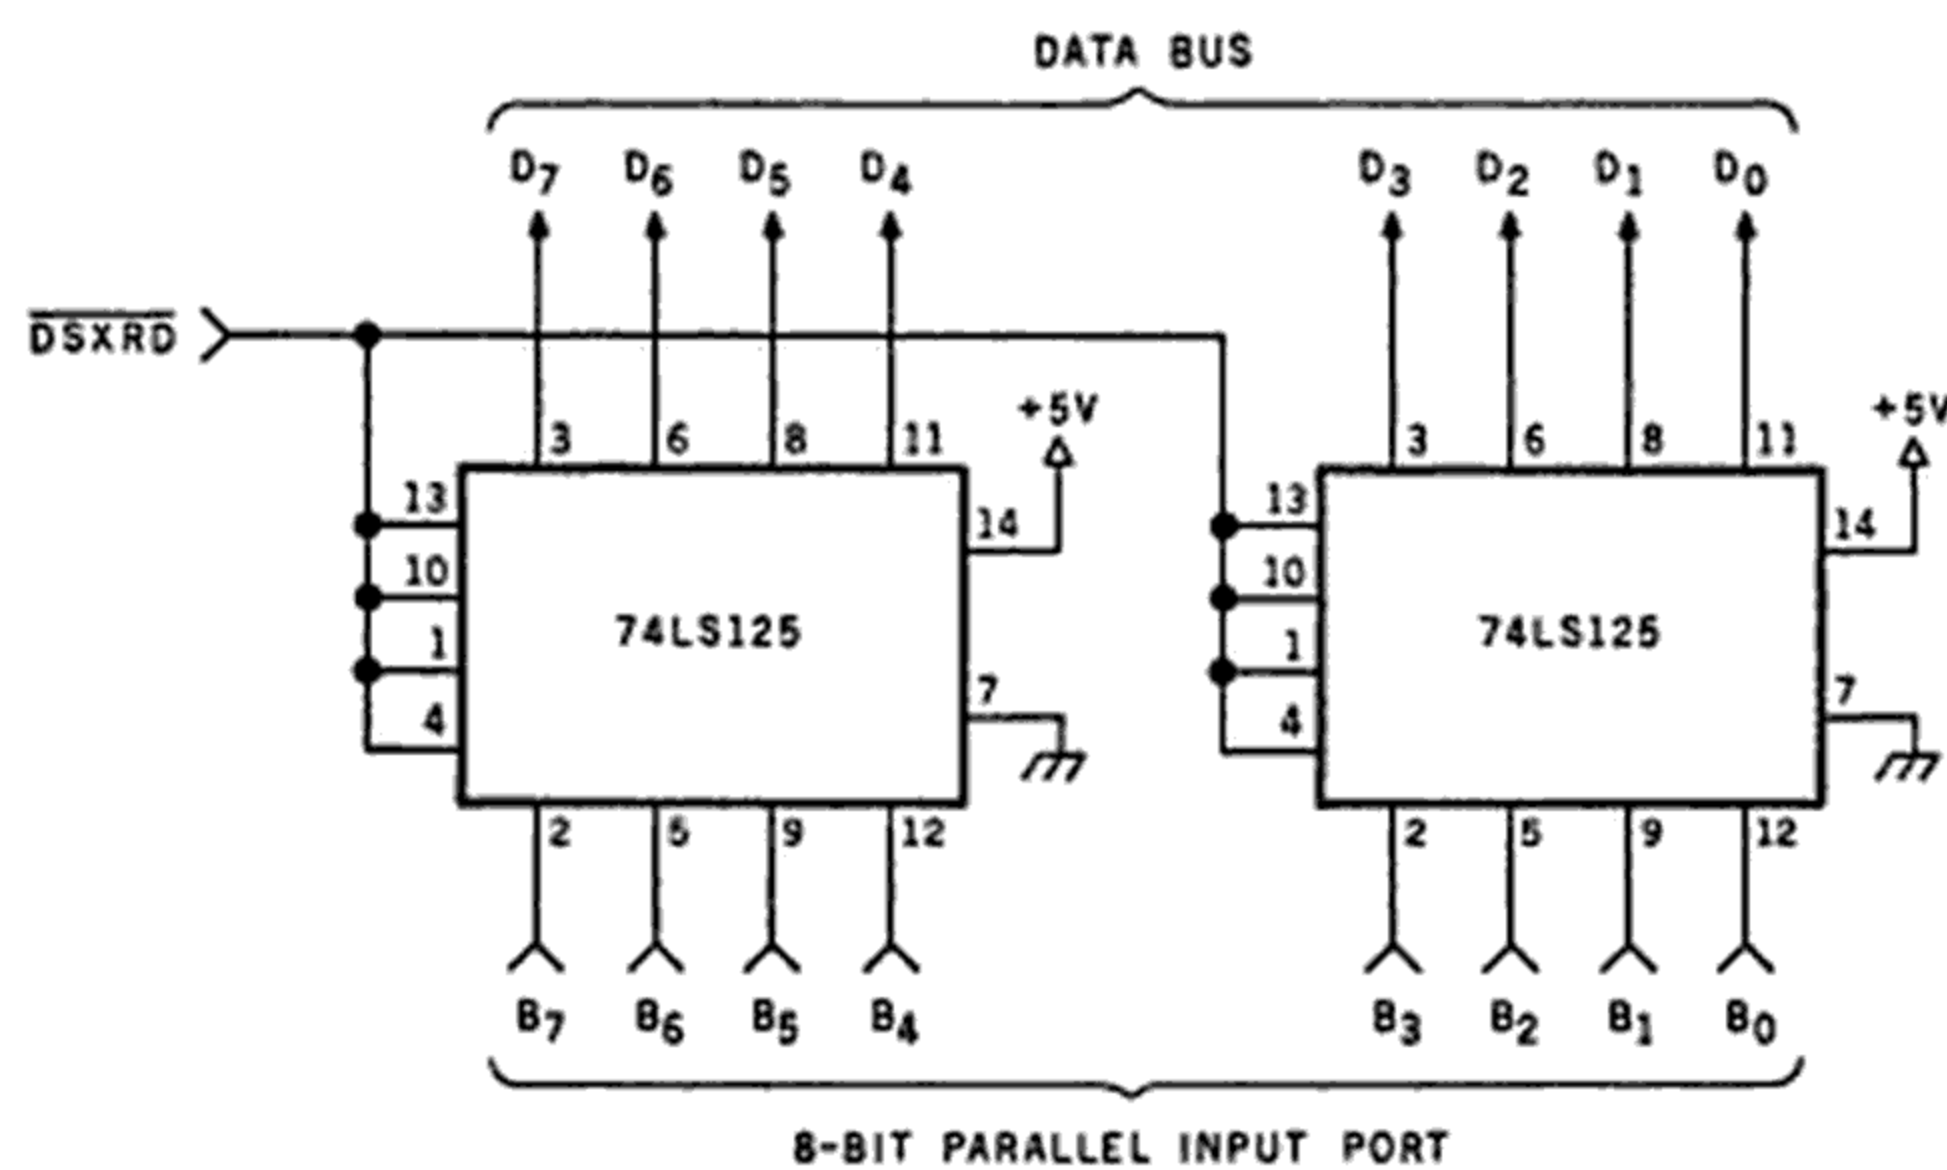 DATA BUS
D7 D6 D5 D4 D3 D2 D1 D0
DSXRD
+5V +5V
3 6 8 11 3 6 8 11
13 13
14 14
10 10
74LS125 74LS125
1 1
7 7
4 4
2 5 9 12 2 5 9 12
B7 B6 B5 B4 B3 B2 B1 B0
8-BIT PARALLEL INPUT PORT